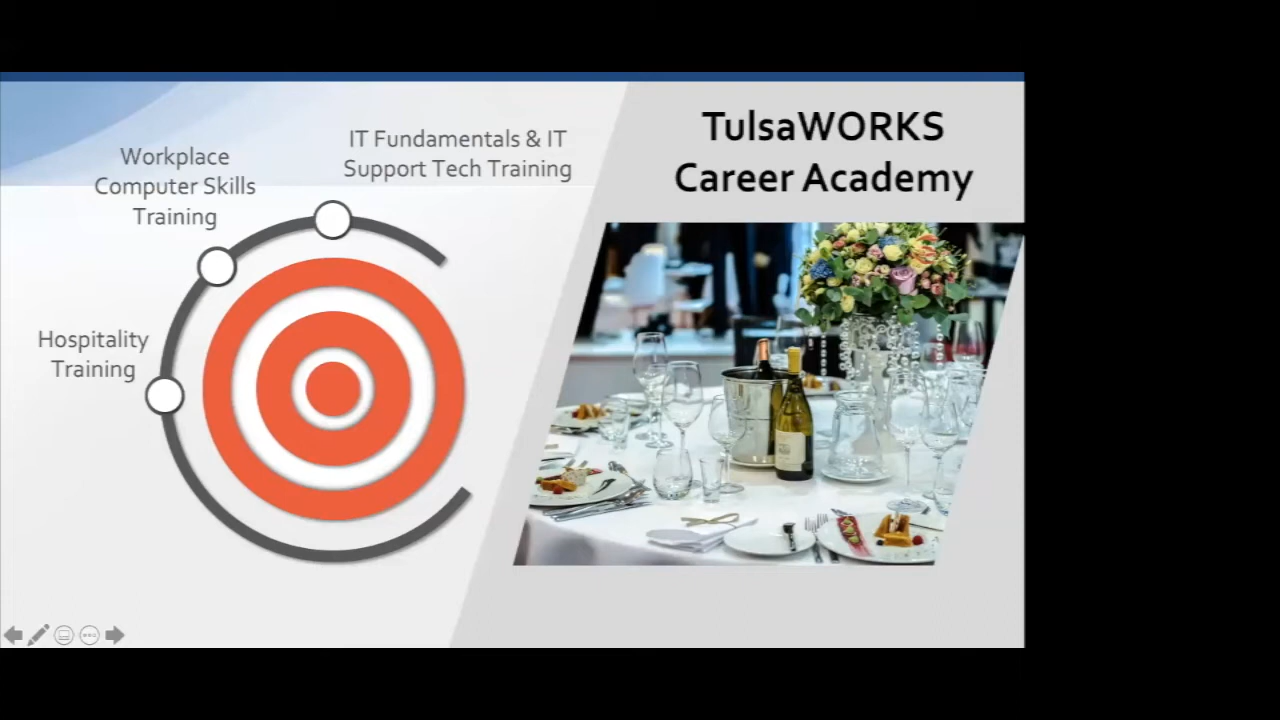 TulsaWORKS
Career Academy
IT Fundamentals & IT
Support Tech Training
Workplace
Computer Skills
Training
Hospitality
Training